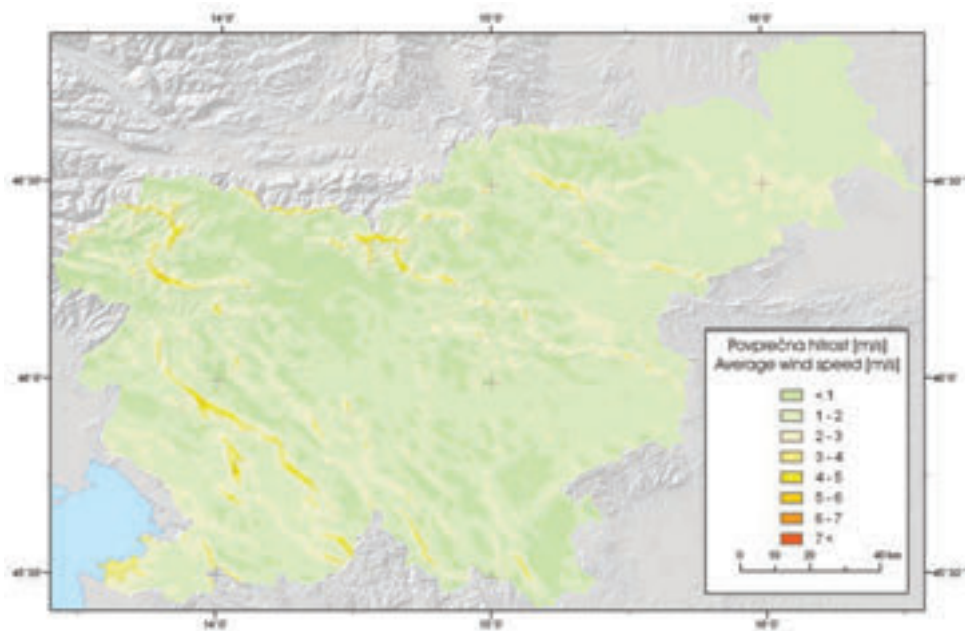 14°0' 15°0' 16°0'
46°30' 46°30'
Povprečna hitrost [m/s]
Average wind speed [m/s]
< 1
1 - 2
2 - 3
3 - 4
4 - 5
5 - 6
6 - 7
7 <
46°0' 46°0'
0 10 20 40 km
45°30' 45°30'
14°0' 15°0' 16°0'